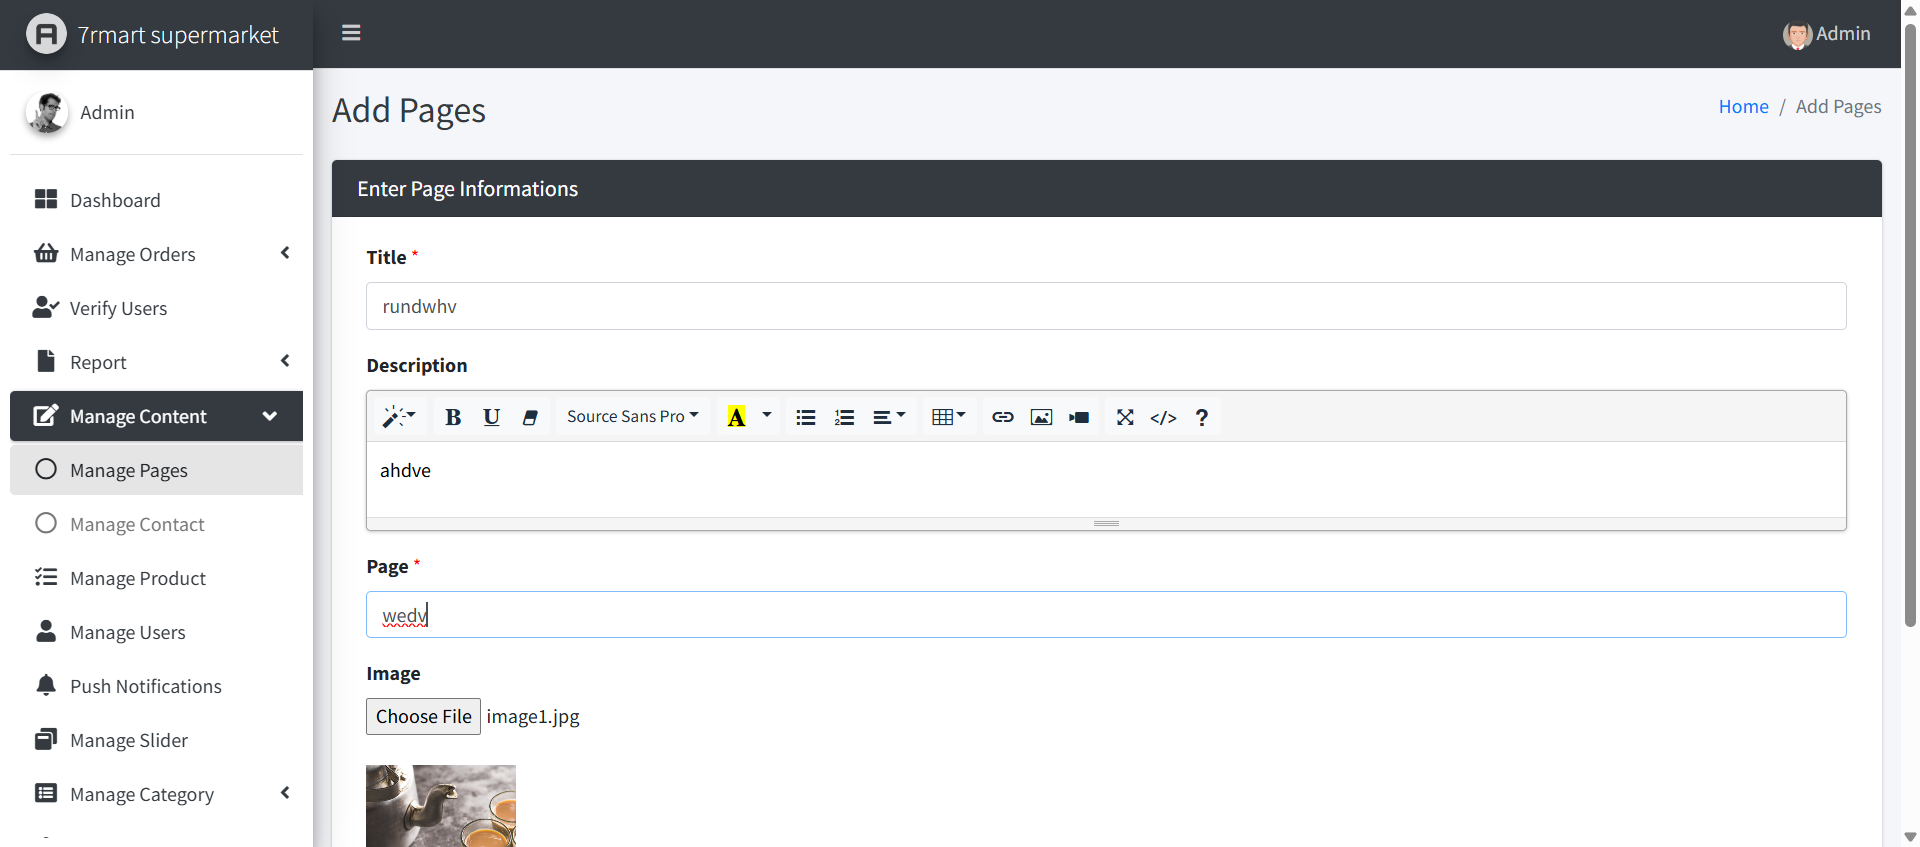 7rmart supermarket
Admin
Admin
Dashboard
Manage Orders
Verify Users
Report
Manage Content
Manage Pages
Manage Contact
Manage Product
Manage Users
Push Notifications
Manage Slider
Manage Category
Add Pages
Home / Add Pages
Enter Page Informations
Title *
rundwhv
Description
B U Source Sans Pro A </> ?
ahdve
Page *
wedv
Image
Choose File image1.jpg